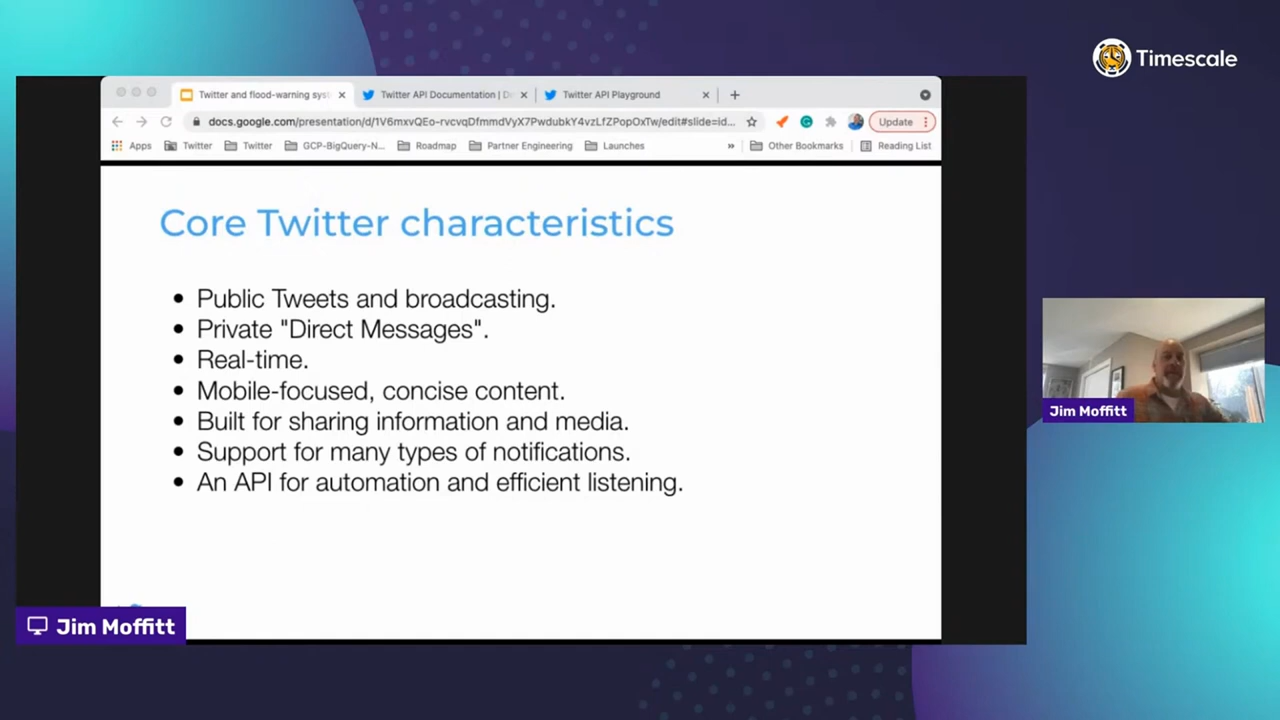 Timescale
Twitter and flood-warning sys
Twitter API Documentation | D
Twitter API Playground
docs.google.com/presentation/d/1V6mxvQEo-rvcvqDfmmdVyX7PwdubkY4vzLfZPopOxTw/edit#slide=id...
Update
Apps
Twitter
Twitter
GCP-BigQuery-N...
Roadmap
Partner Engineering
Launches
»
Other Bookmarks
Reading List
Core Twitter characteristics
• Public Tweets and broadcasting.
• Private "Direct Messages".
• Real-time.
• Mobile-focused, concise content.
• Built for sharing information and media.
• Support for many types of notifications.
• An API for automation and efficient listening.
Jim Moffitt
Jim Moffitt